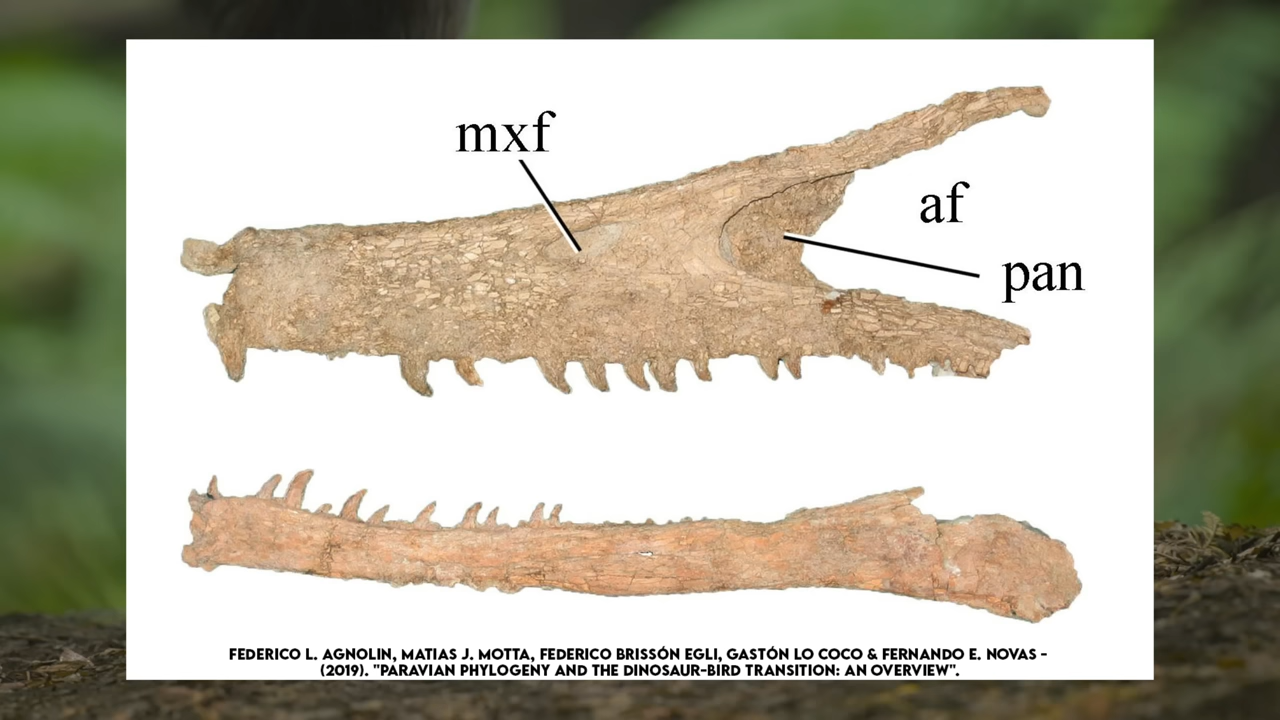 mxf
af
pan
FEDERICO L. AGNOLIN, MATIAS J. MOTTA, FEDERICO BRISSÓN EGLI, GASTÓN LO COCO & FERNANDO E. NOVAS -
(2019). "PARAVIAN PHYLOGENY AND THE DINOSAUR-BIRD TRANSITION: AN OVERVIEW".